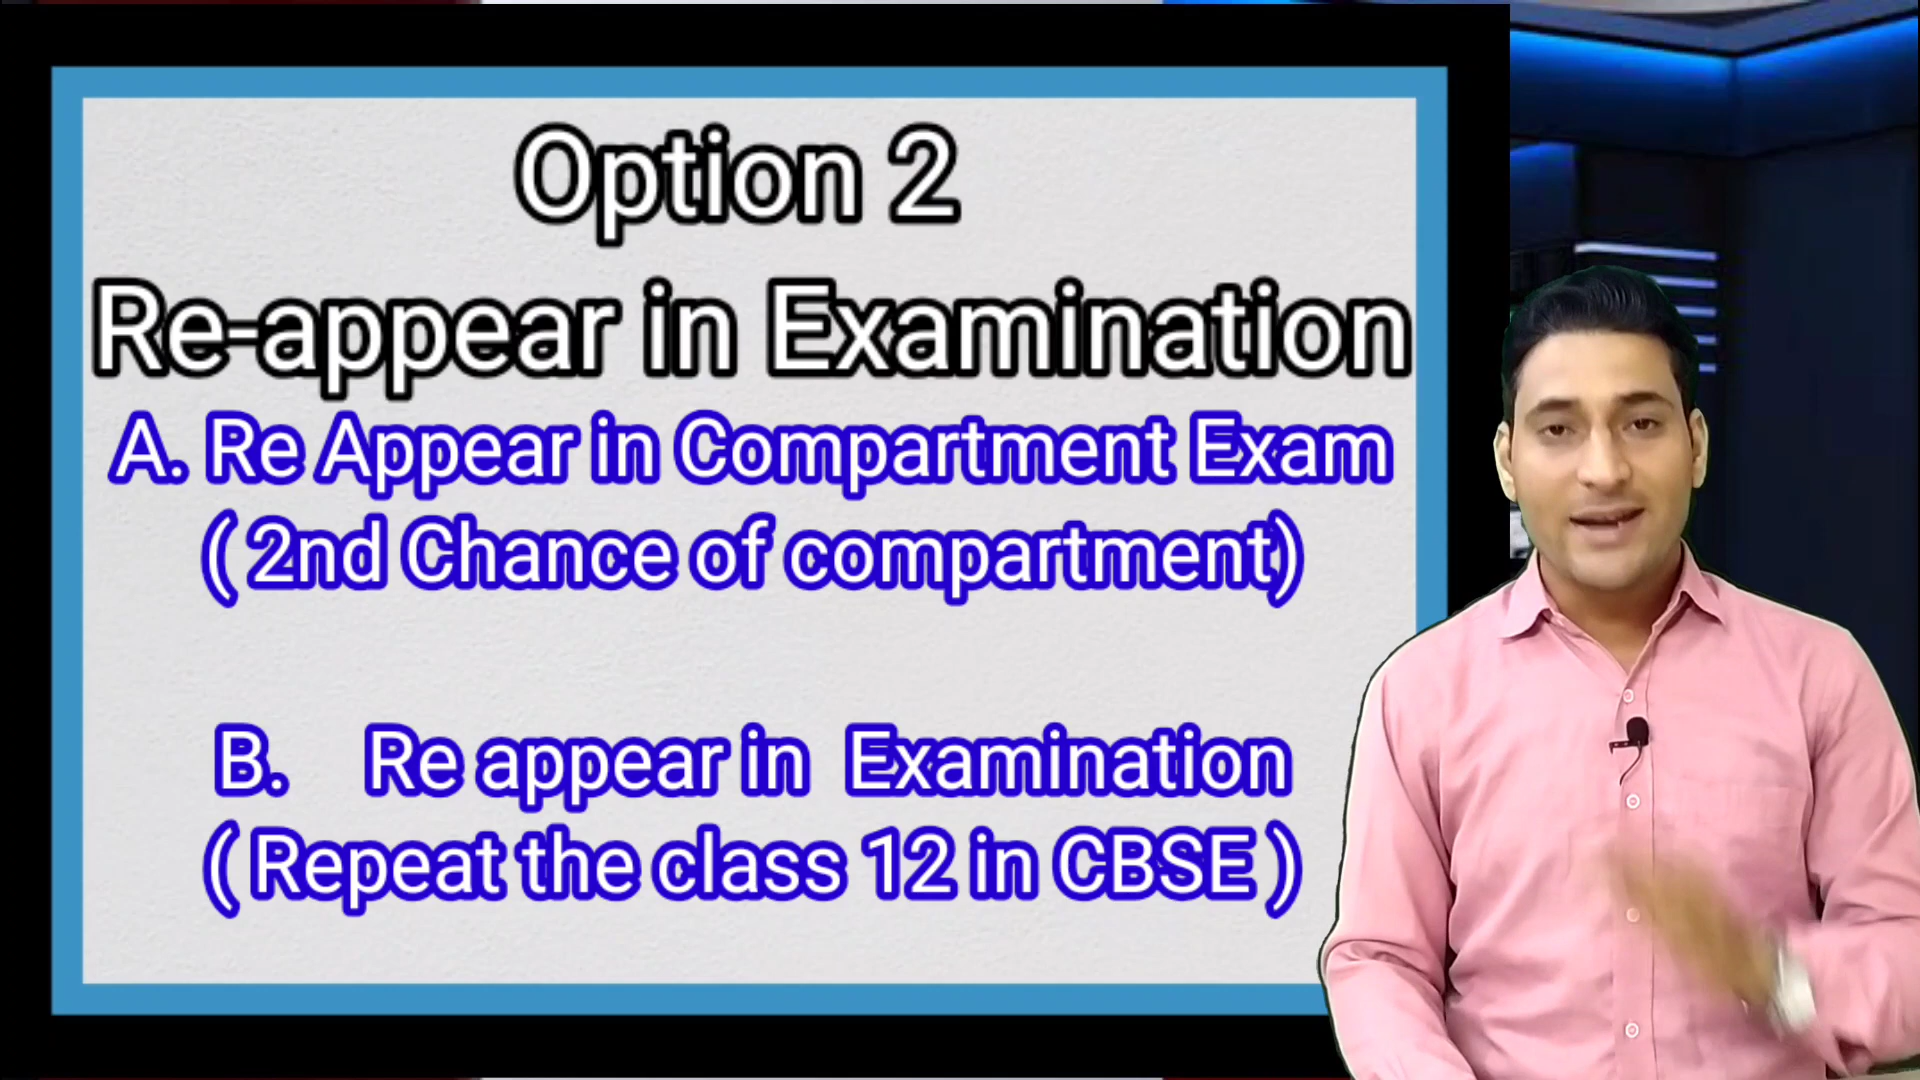 Option 2
Re-appear in Examination
A. Re Appear in Compartment Exam
( 2nd Chance of compartment)
B. Re appear in Examination
( Repeat the class 12 in CBSE )